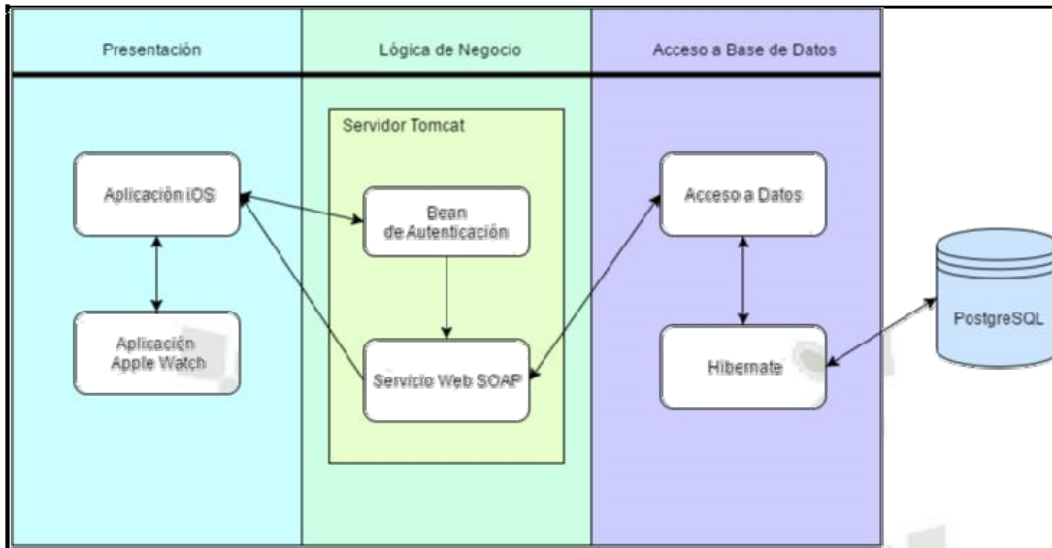 Presentación
Lógica de Negocio
Acceso a Base de Datos
Servidor Tomcat
Aplicación iOS
Bean
de Autenticación
Acceso a Datos
Aplicación
Apple Watch
Servicio Web SOAP
Hibernate
PostgreSQL